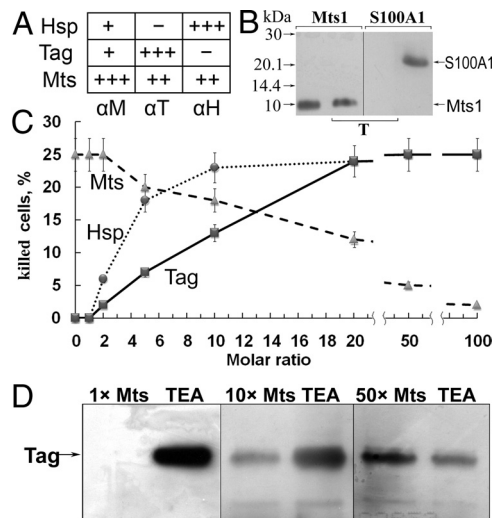 A
Hsp + − +++
Tag + +++ −
Mts +++ ++ ++
αM αT αH
B
kDa Mts1 S100A1
30
20.1
14.4
10
S100A1
Mts1
T
C
killed cells, %
30
25
20
15
10
5
0
Mts
Hsp
Tag
0 2 4 6 8 10 12 14 16 18 20 50 100
Molar ratio
D
1× Mts TEA 10× Mts TEA 50× Mts TEA
Tag